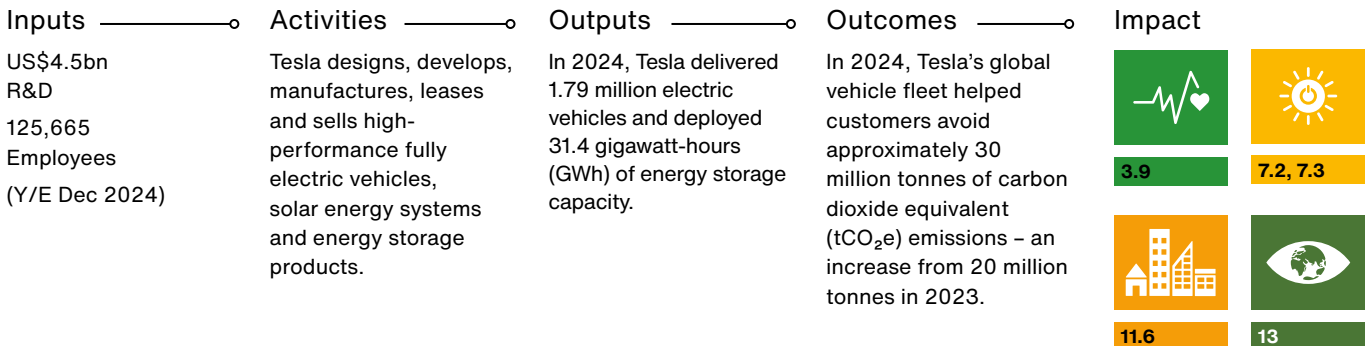 Inputs
US$4.5bn
R&D
125,665
Employees
(Y/E Dec 2024)
Activities
Tesla designs, develops,
manufactures, leases
and sells high-
performance fully
electric vehicles,
solar energy systems
and energy storage
products.
Outputs
In 2024, Tesla delivered
1.79 million electric
vehicles and deployed
31.4 gigawatt-hours
(GWh) of energy storage
capacity.
Outcomes
In 2024, Tesla’s global
vehicle fleet helped
customers avoid
approximately 30
million tonnes of carbon
dioxide equivalent
(tCO₂e) emissions – an
increase from 20 million
tonnes in 2023.
Impact
3.9
7.2, 7.3
11.6
13